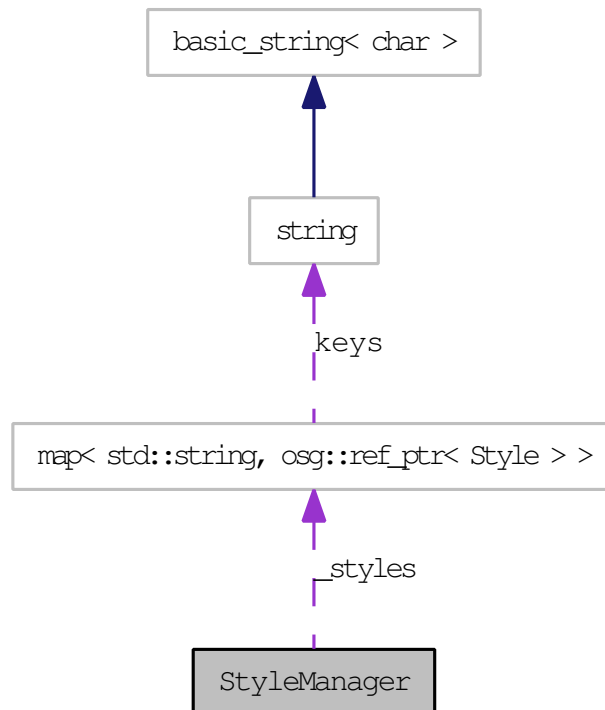 basic_string< char >
string
keys
map< std::string, osg::ref_ptr< Style > >
_styles
StyleManager